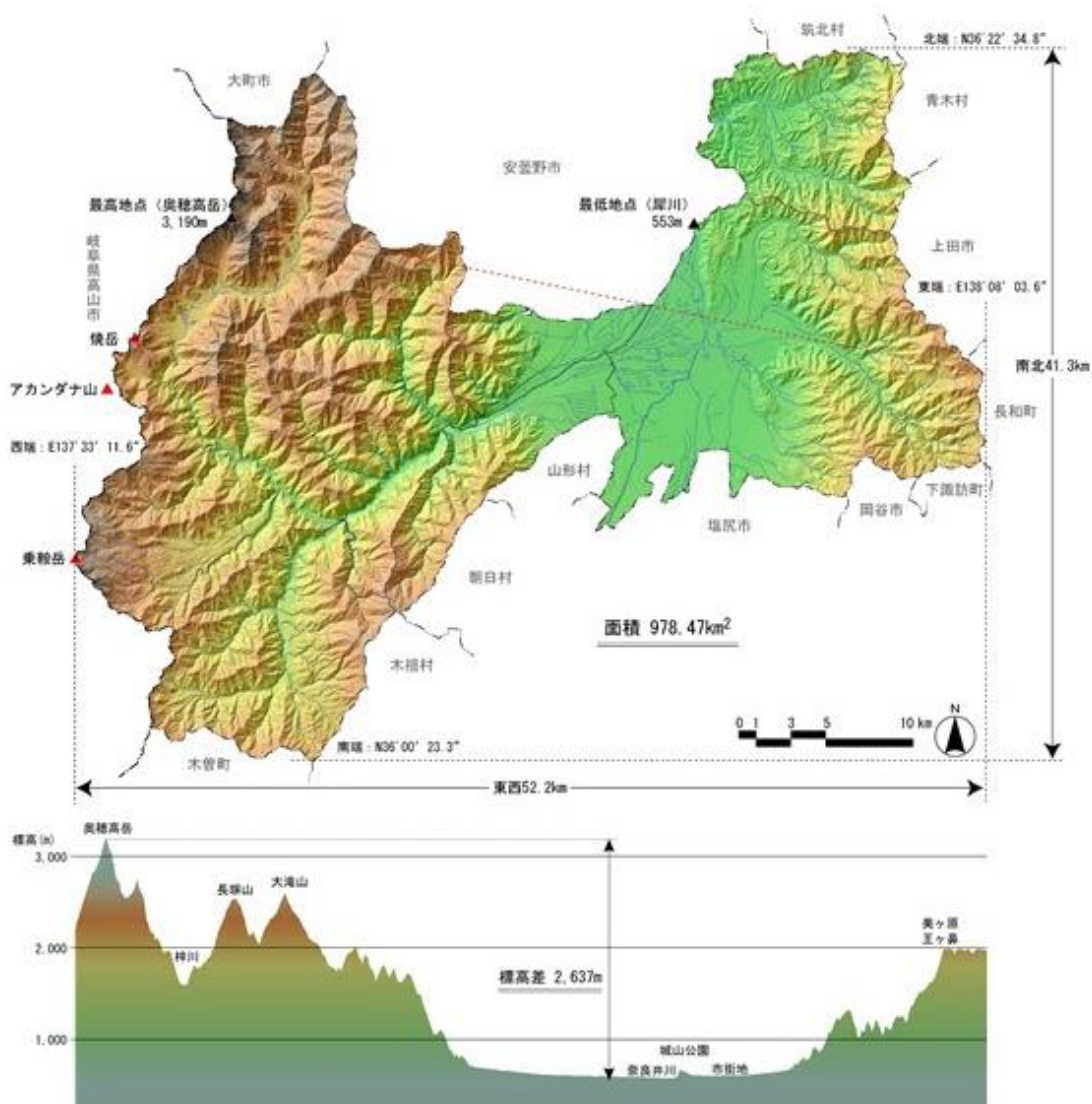 筑北村
北端：N36°22′34.8″
大町市
青木村
安曇野市
最高地点（奥穂高岳）
3,190m
最低地点（犀川）
553m
岐阜県高山市
上田市
東端：E138°08′03.6″
焼岳
南北41.3km
アカンダナ山
長和町
西端：E137°33′11.6″
山形村
下諏訪町
岡谷市
塩尻市
乗鞍岳
朝日村
面積 978.47km²
木祖村
0 1 3 5 10 km
N
南端：N36°00′23.3″
木曽町
東西52.2km
標高(m)
奥穂高岳
3,000
長塀山
大滝山
美ヶ原
王ヶ鼻
梓川
2,000
標高差 2,637m
1,000
城山公園
奈良井川
市街地